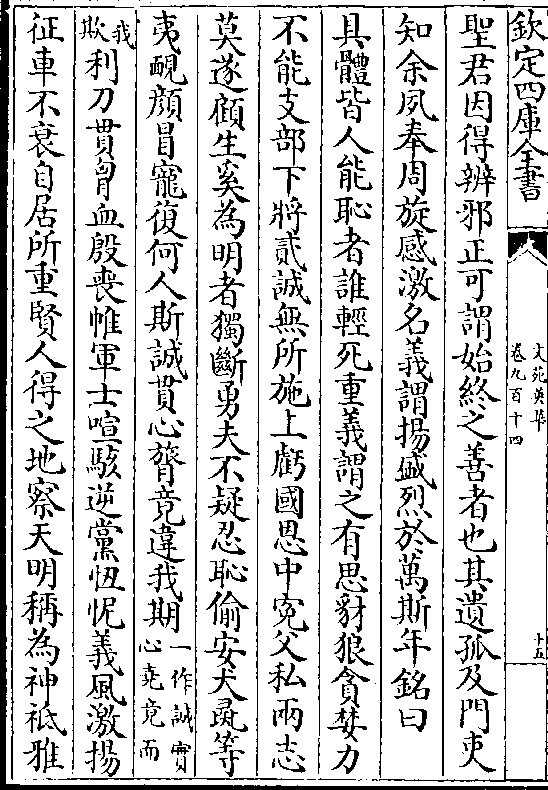 欽定四庫全書
文苑英華
卷九百十四
十五
聖君因得辨邪正可謂始終之善者也其遺孤及門吏
知余夙奉周旋感激名義謂揚盛烈於萬斯年銘曰
具體皆人能恥者誰輕死重義謂之有思豺狼貪婪力
不能支部下將貳誠無所施上虧國恩中寃父私兩志
莫遂顧生奚為明者獨斷勇夫不疑忍恥偷安犬彘等
夷靦顔冒寵復何人斯誠貫心膂竟違我期一作誠實心堯竟而
我欺利刀貫胷血殷喪帷軍士喧駭逆黨忸怩義風激揚
征車不衰自居所重賢人得之地察天明稱為神祗雅